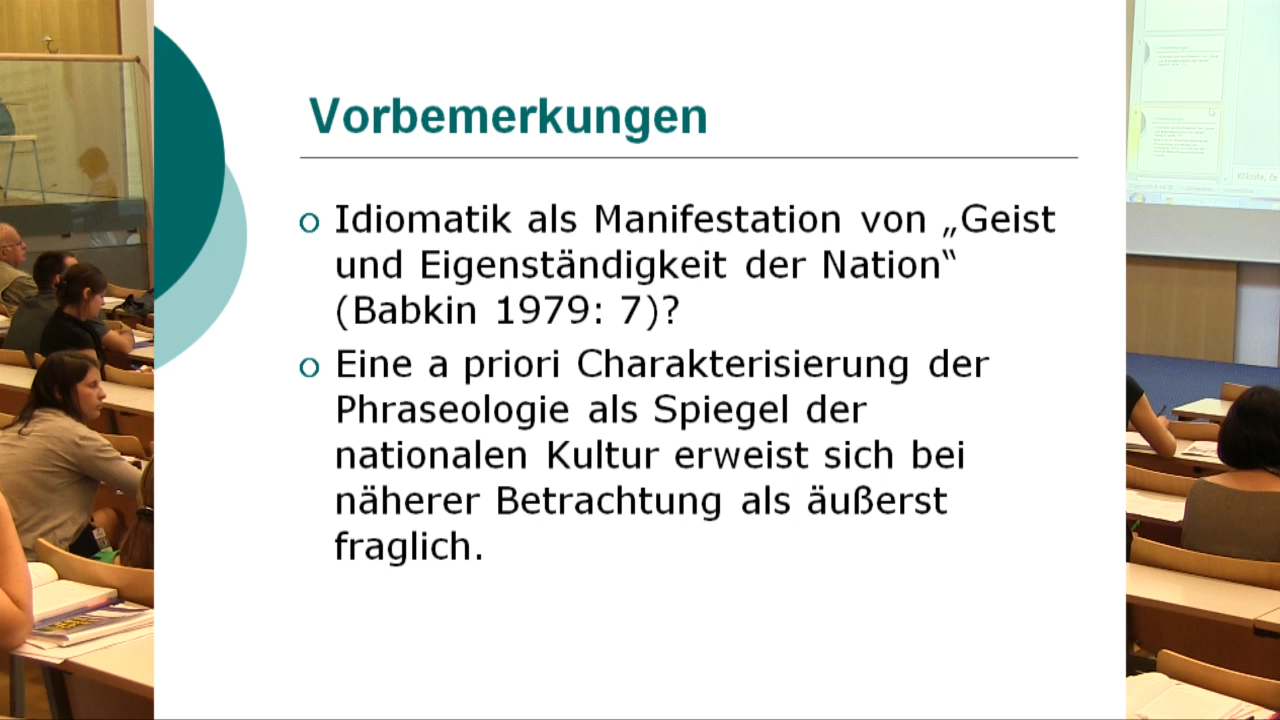 Vorbemerkungen
Idiomatik als Manifestation von „Geist
und Eigenständigkeit der Nation“
(Babkin 1979: 7)?
Eine a priori Charakterisierung der
Phraseologie als Spiegel der
nationalen Kultur erweist sich bei
näherer Betrachtung als äußerst
fraglich.